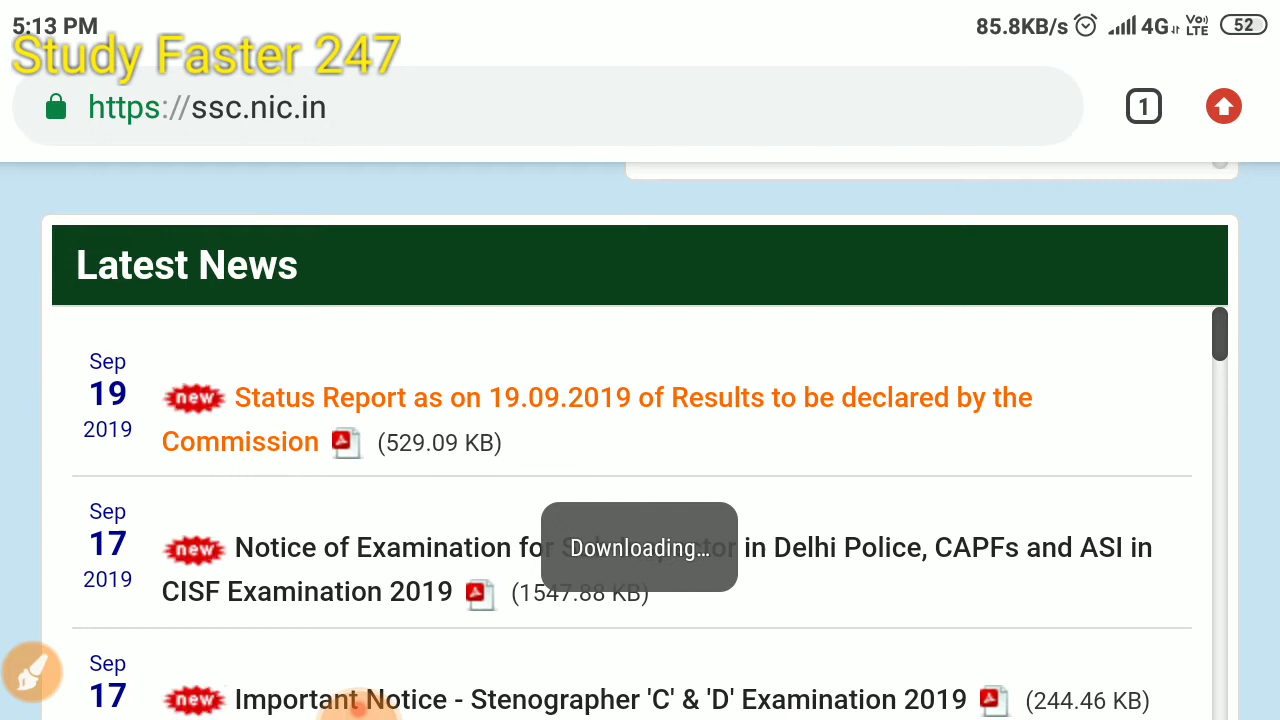 5:13 PM
85.8KB/s 4G VoLTE 52
Study Faster 247
https://ssc.nic.in
1
Latest News
Sep
19
2019
new Status Report as on 19.09.2019 of Results to be declared by the
Commission (529.09 KB)
Sep
17
2019
new Notice of Examination for in Delhi Police, CAPFs and ASI in
Downloading...
CISF Examination 2019 (1547.88 KB)
Sep
17
new Important Notice - Stenographer 'C' & 'D' Examination 2019 (244.46 KB)